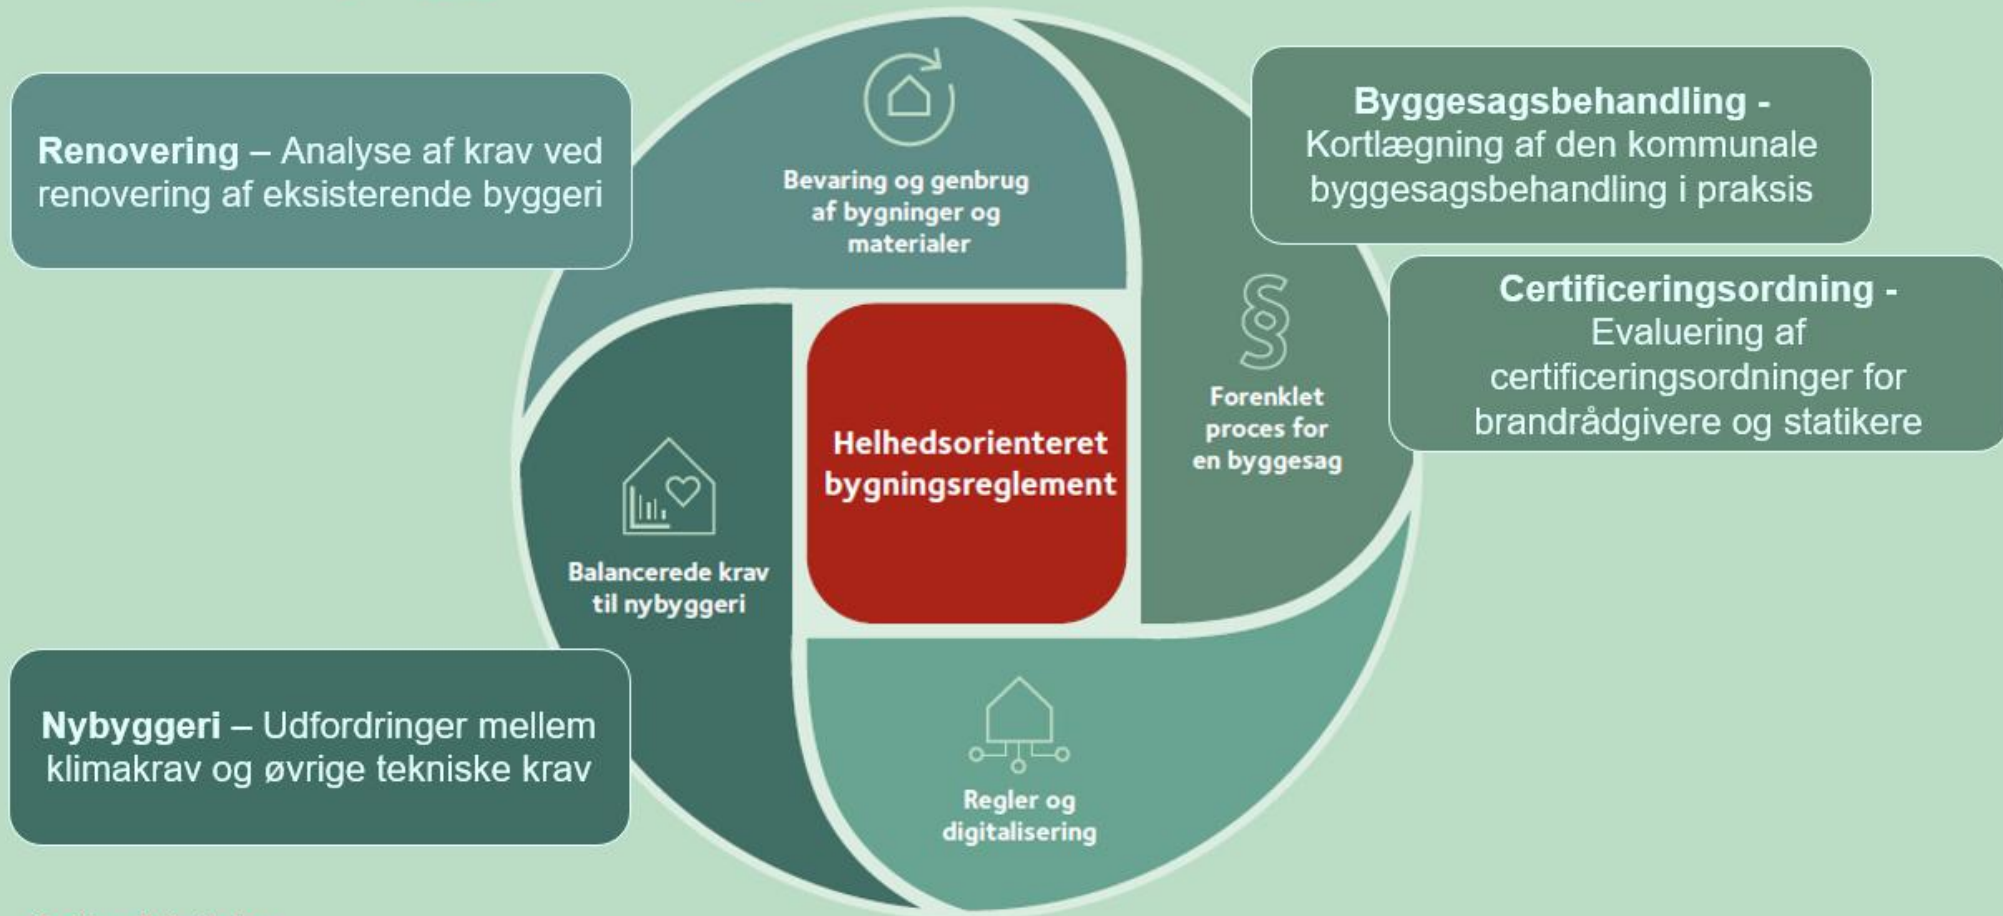 Renovering – Analyse af krav ved
renovering af eksisterende byggeri
Bevaring og genbrug
af bygninger og
materialer
Byggesagsbehandling -
Kortlægning af den kommunale
byggesagsbehandling i praksis
Certificeringsordning -
Evaluering af
certificeringsordninger for
brandrådgivere og statikere
§
Forenklet
proces for
en byggesag
Helhedsorienteret
bygningsreglement
Balancerede krav
til nybyggeri
Nybyggeri – Udfordringer mellem
klimakrav og øvrige tekniske krav
Regler og
digitalisering